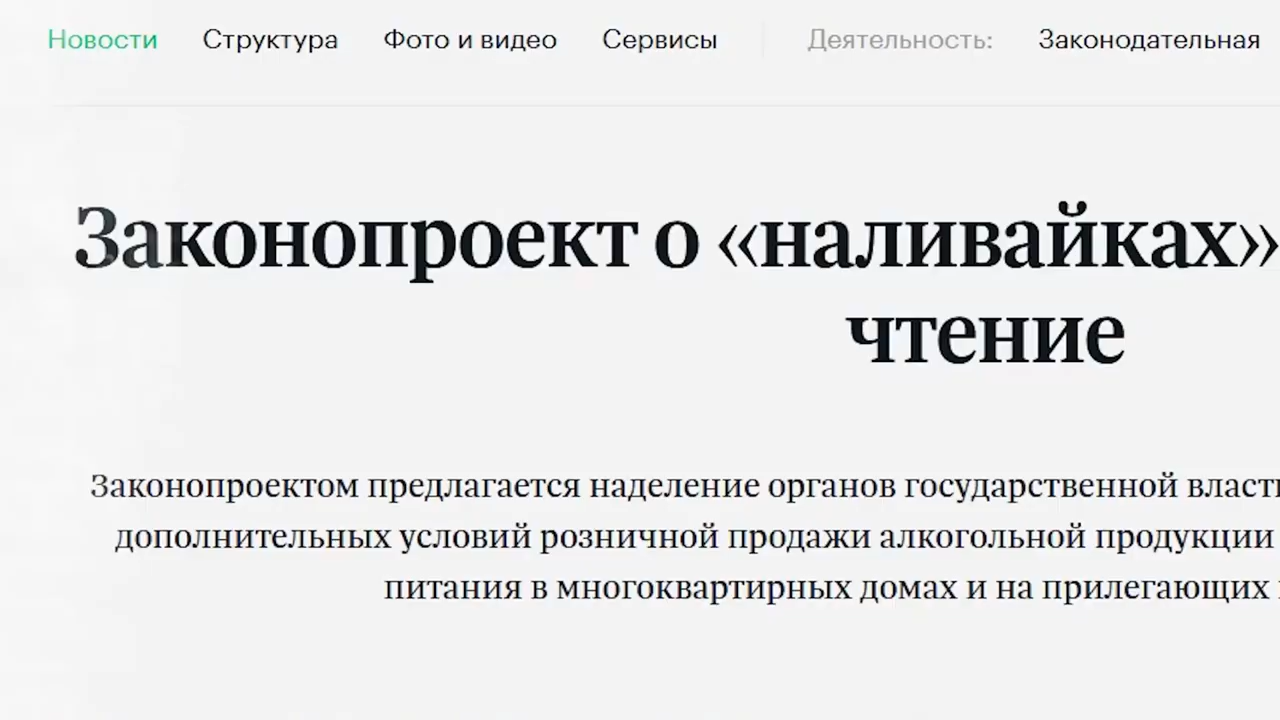 Новости Структура Фото и видео Сервисы Деятельность: Законодательная
Законопроект о «наливайках»
чтение
Законопроектом предлагается наделение органов государственной
дополнительных условий розничной продажи алкогольной продукции
питания в многоквартирных домах и на прилегающих